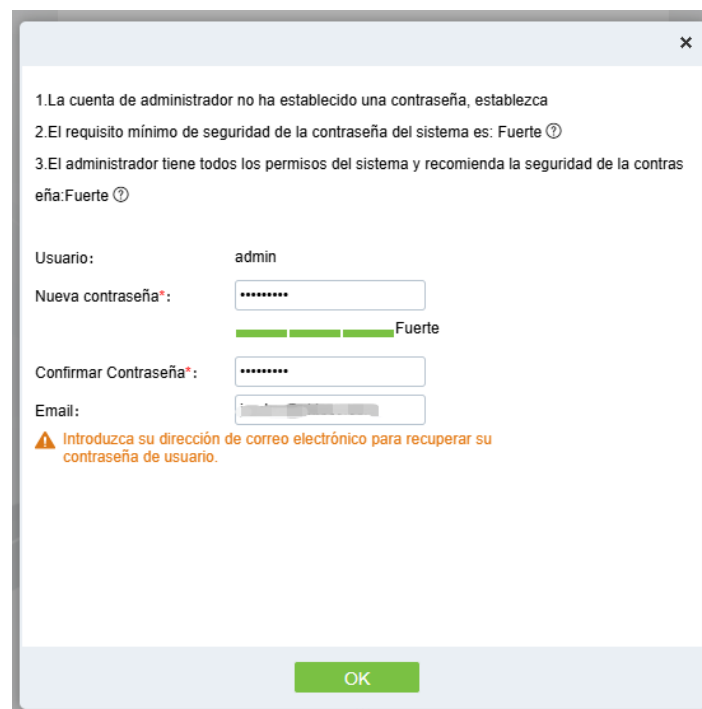 ×
1.La cuenta de administrador no ha establecido una contraseña, establezca
2.El requisito mínimo de seguridad de la contraseña del sistema es: Fuerte ?
3.El administrador tiene todos los permisos del sistema y recomienda la seguridad de la contras
eña:Fuerte ?
Usuario: admin
Nueva contraseña*: •••••••••
Fuerte
Confirmar Contraseña*: •••••••••
Email:
Introduzca su dirección de correo electrónico para recuperar su
contraseña de usuario.
OK